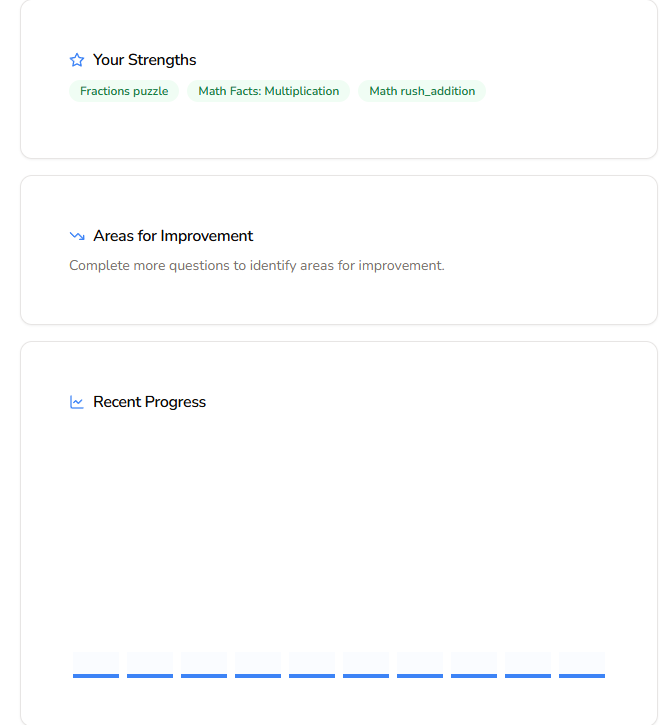 Your Strengths
Fractions puzzle Math Facts: Multiplication Math rush_addition
Areas for Improvement
Complete more questions to identify areas for improvement.
Recent Progress